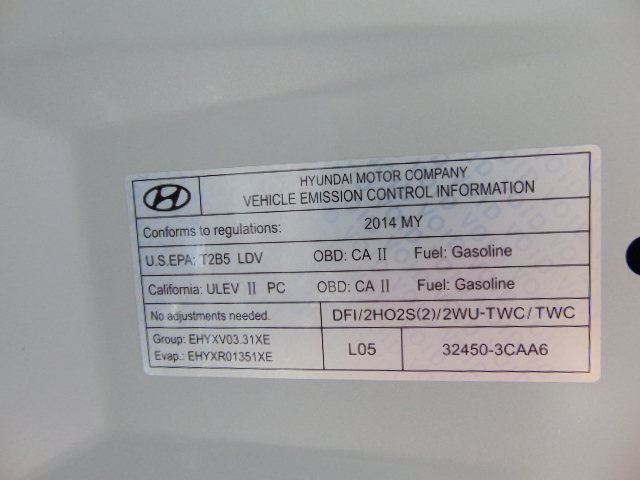 HYUNDAI MOTOR COMPANY
VEHICLE EMISSION CONTROL INFORMATION
Conforms to regulations: 2014 MY
U.S.EPA: T2B5 LDV OBD: CA II Fuel: Gasoline
California: ULEV II PC OBD: CA II Fuel: Gasoline
No adjustments needed. DFI/2HO2S(2)/2WU-TWC/TWC
Group: EHYXV03.31XE
Evap.: EHYXR01351XE
L05 32450-3CAA6